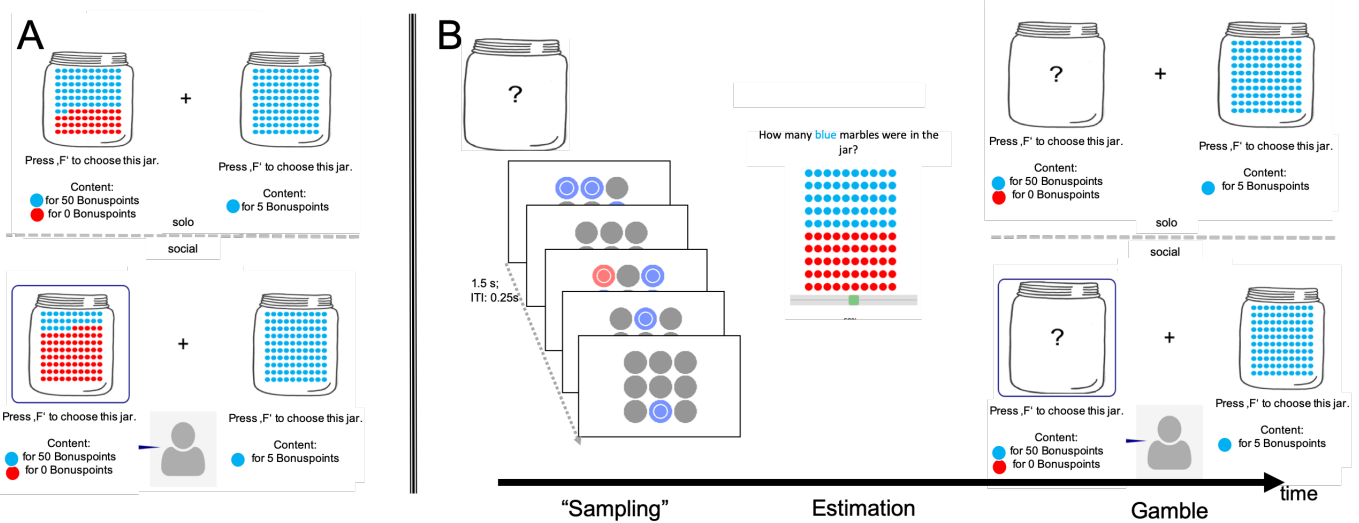 A
+
Press ‚F‘ to choose this jar.
Content:
for 50 Bonuspoints
for 0 Bonuspoints
Press ‚F‘ to choose this jar.
Content:
for 5 Bonuspoints
solo
social
+
Press ‚F‘ to choose this jar.
Content:
for 50 Bonuspoints
for 0 Bonuspoints
Press ‚F‘ to choose this jar.
Content:
for 5 Bonuspoints
B
?
1.5 s;
ITI: 0.25s
"Sampling"
How many blue marbles were in the
jar?
Estimation
?
+
Press ‚F‘ to choose this jar.
Content:
for 50 Bonuspoints
for 0 Bonuspoints
Press ‚F‘ to choose this jar.
Content:
for 5 Bonuspoints
solo
social
?
+
Press ‚F‘ to choose this jar.
Content:
for 50 Bonuspoints
for 0 Bonuspoints
Press ‚F‘ to choose this jar.
Content:
for 5 Bonuspoints
Gamble
time